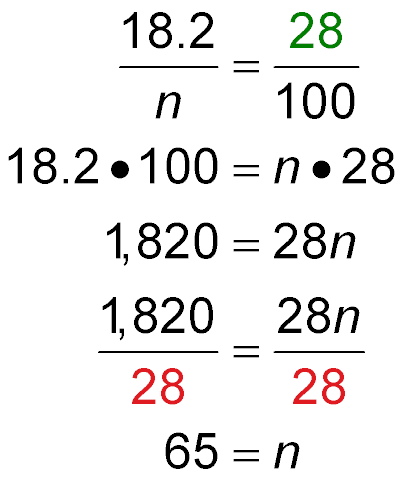 18.2/n = 28/100
18.2•100 = n•28
1,820 = 28n
1,820/28 = 28n/28
65 = n